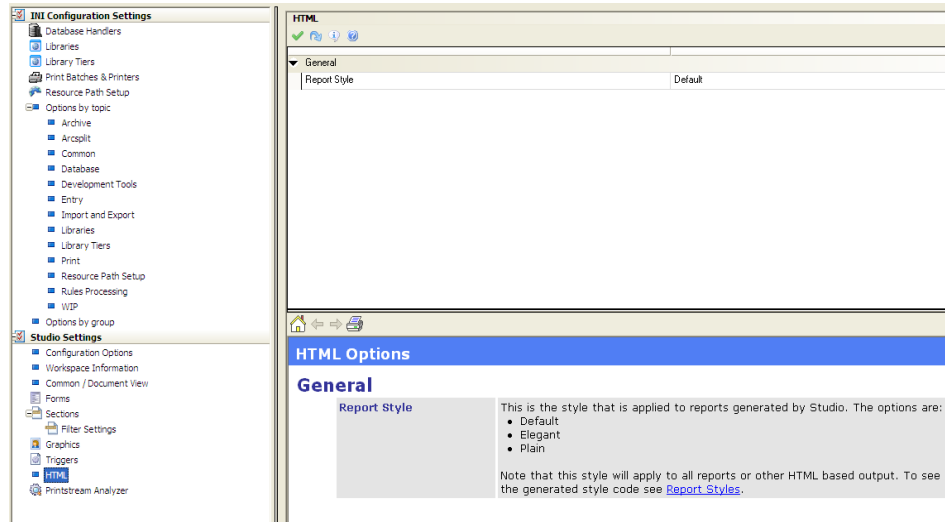 INI Configuration Settings
Database Handlers
Libraries
Library Tiers
Print Batches & Printers
Resource Path Setup
Options by topic
Archive
Arcsplit
Common
Database
Development Tools
Entry
Import and Export
Libraries
Library Tiers
Print
Resource Path Setup
Rules Processing
WIP
Options by group
Studio Settings
Configuration Options
Workspace Information
Common / Document View
Forms
Sections
Filter Settings
Graphics
Triggers
HTML
Printstream Analyzer
HTML
General
Report Style Default
HTML Options
General
Report Style
This is the style that is applied to reports generated by Studio. The options are:
• Default
• Elegant
• Plain
Note that this style will apply to all reports or other HTML based output. To see
the generated style code see Report Styles.